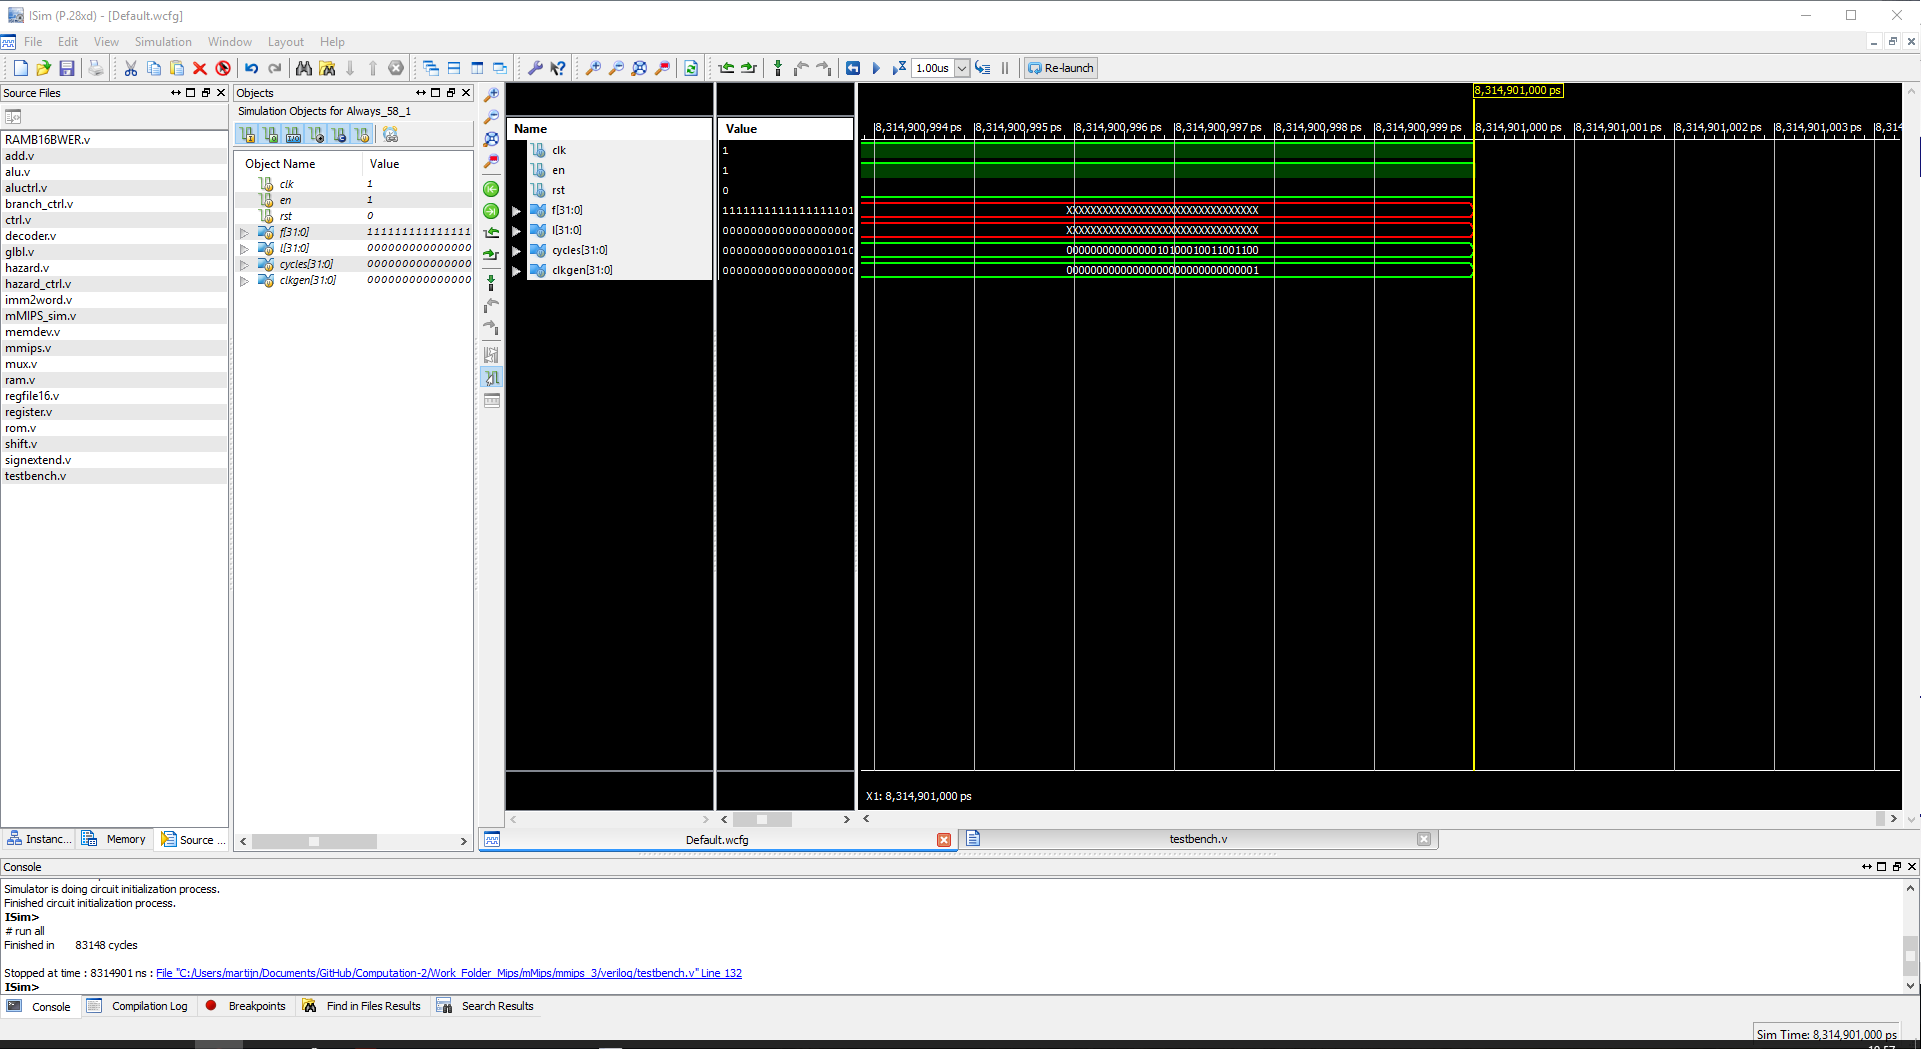 ISim (P.28xd) - [Default.wcfg]
File Edit View Simulation Window Layout Help
1.00us Re-launch
Source Files
RAMB16BWER.v
add.v
alu.v
aluctrl.v
branch_ctrl.v
ctrl.v
decoder.v
glbl.v
hazard.v
hazard_ctrl.v
imm2word.v
mMIPS_sim.v
memdev.v
mmips.v
mux.v
ram.v
regfile16.v
register.v
rom.v
shift.v
signextend.v
testbench.v
Instanc... Memory Source ...
Objects
Simulation Objects for Always_58_1
Object Name Value
clk 1
en 1
rst 0
f[31:0] 111111111111111
l[31:0] 000000000000000
cycles[31:0] 000000000000000
clkgen[31:0] 000000000000000
Name Value
clk 1
en 1
rst 0
f[31:0] 1111111111111111101
l[31:0]
cycles[31:0]
clkgen[31:0]
8,314,901,000 ps
8,314,900,994 ps 8,314,900,995 ps 8,314,900,996 ps 8,314,900,997 ps 8,314,900,998 ps 8,314,900,999 ps 8,314,901,000 ps 8,314,901,001 ps 8,314,901,002 ps 8,314,901,003 ps 8,314
XXXXXXXXXXXXXXXXXXXXXXXXXXXXXXXX
XXXXXXXXXXXXXXXXXXXXXXXXXXXXXXXX
00000000000000010100010011001100
00000000000000000000000000000001
X1: 8,314,901,000 ps
Default.wcfg testbench.v
Console
Simulator is doing circuit initialization process.
Finished circuit initialization process.
ISim>
# run all
Finished in 83148 cycles
Stopped at time : 8314901 ns : File "C:/Users/martijn/Documents/GitHub/Computation-2/Work_Folder_Mips/mMips/mmips_3/verilog/testbench.v" Line 132
ISim>
Console Compilation Log Breakpoints Find in Files Results Search Results
Sim Time: 8,314,901,000 ps